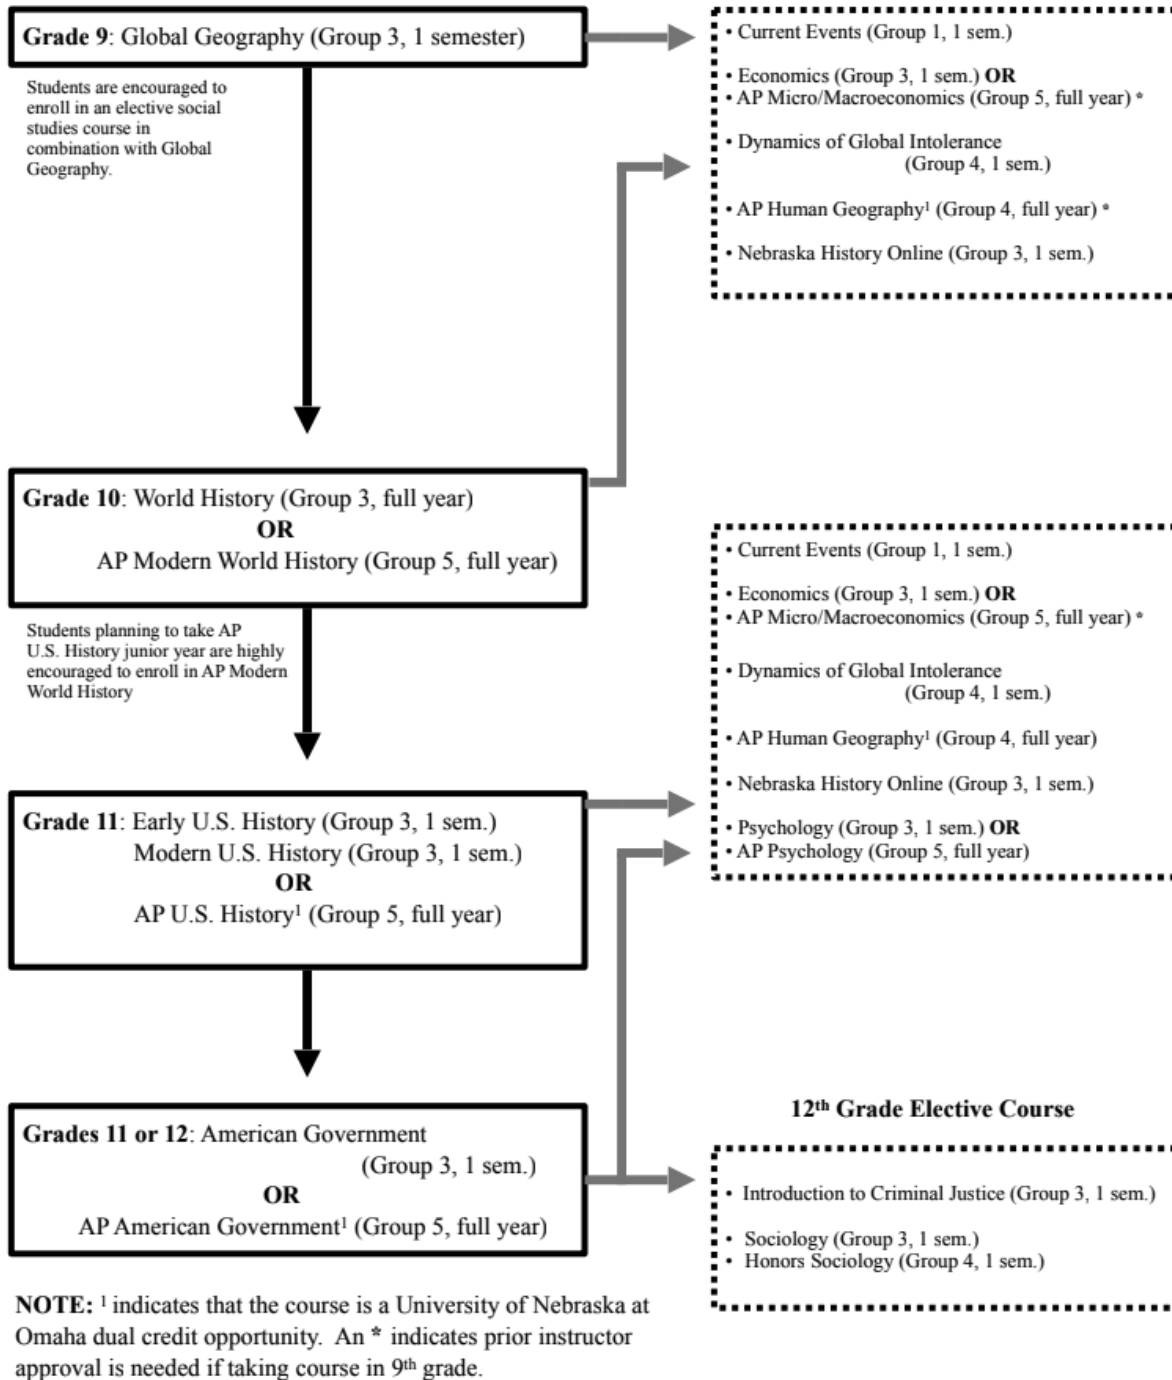 Grade 9: Global Geography (Group 3, 1 semester)
Students are encouraged to
enroll in an elective social
studies course in
combination with Global
Geography.
• Current Events (Group 1, 1 sem.)
• Economics (Group 3, 1 sem.) OR
• AP Micro/Macroeconomics (Group 5, full year) *
• Dynamics of Global Intolerance
(Group 4, 1 sem.)
• AP Human Geography¹ (Group 4, full year) *
• Nebraska History Online (Group 3, 1 sem.)
Grade 10: World History (Group 3, full year)
OR
AP Modern World History (Group 5, full year)
Students planning to take AP
U.S. History junior year are highly
encouraged to enroll in AP Modern
World History
• Current Events (Group 1, 1 sem.)
• Economics (Group 3, 1 sem.) OR
• AP Micro/Macroeconomics (Group 5, full year) *
• Dynamics of Global Intolerance
(Group 4, 1 sem.)
• AP Human Geography¹ (Group 4, full year)
• Nebraska History Online (Group 3, 1 sem.)
• Psychology (Group 3, 1 sem.) OR
• AP Psychology (Group 5, full year)
Grade 11: Early U.S. History (Group 3, 1 sem.)
Modern U.S. History (Group 3, 1 sem.)
OR
AP U.S. History¹ (Group 5, full year)
Grades 11 or 12: American Government
(Group 3, 1 sem.)
OR
AP American Government¹ (Group 5, full year)
12th Grade Elective Course
• Introduction to Criminal Justice (Group 3, 1 sem.)
• Sociology (Group 3, 1 sem.)
• Honors Sociology (Group 4, 1 sem.)
NOTE: ¹ indicates that the course is a University of Nebraska at
Omaha dual credit opportunity. An * indicates prior instructor
approval is needed if taking course in 9th grade.